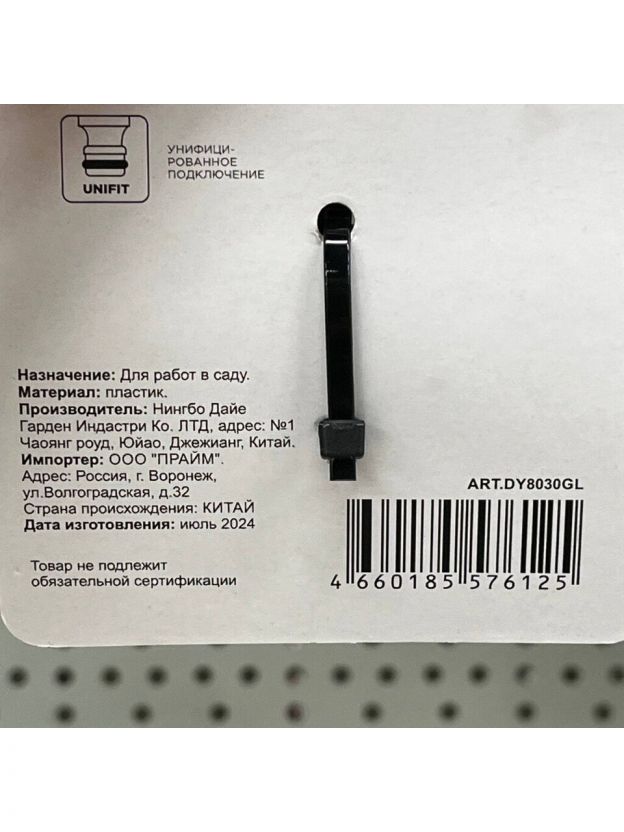 УНИФИЦИ-
РОВАННОЕ
ПОДКЛЮЧЕНИЕ
UNIFIT
Назначение: Для работ в саду.
Материал: пластик.
Производитель: Нингбо Дайе
Гарден Индастри Ко. ЛТД, адрес: №1
Чаоянг роуд, Юйао, Джежианг, Китай.
Импортер: ООО "ПРАЙМ".
Адрес: Россия, г. Воронеж,
ул.Волгоградская, д.32
Страна происхождения: КИТАЙ
Дата изготовления: июль 2024
Товар не подлежит
обязательной сертификации
ART.DY8030GL
4 660185 576125